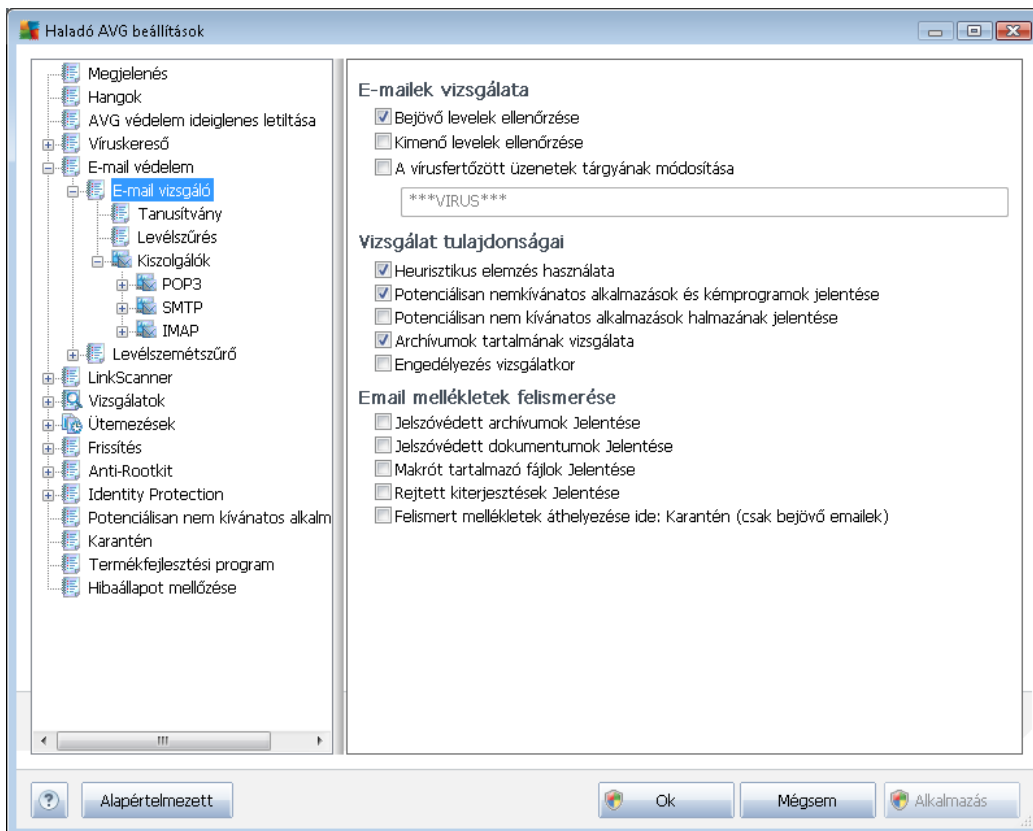 Haladó AVG beállítások
Megjelenés
Hangok
AVG védelem ideiglenes letiltása
Víruskereső
E-mail védelem
E-mail vizsgáló
Tanusítvány
Levélszűrés
Kiszolgálók
POP3
SMTP
IMAP
Levélszemétszűrő
LinkScanner
Vizsgálatok
Ütemezések
Frissítés
Anti-Rootkit
Identity Protection
Potenciálisan nem kívánatos alkalm
Karantén
Termékfejlesztési program
Hibaállapot mellőzése
E-mailek vizsgálata
Bejövő levelek ellenőrzése
Kimenő levelek ellenőrzése
A vírusfertőzött üzenetek tárgyának módosítása
***VIRUS***
Vizsgálat tulajdonságai
Heurisztikus elemzés használata
Potenciálisan nemkívánatos alkalmazások és kémprogramok jelentése
Potenciálisan nem kívánatos alkalmazások halmazának jelentése
Archívumok tartalmának vizsgálata
Engedélyezés vizsgálatkor
Email mellékletek felismerése
Jelszóvédett archívumok Jelentése
Jelszóvédett dokumentumok Jelentése
Makrót tartalmazó fájlok Jelentése
Rejtett kiterjesztések Jelentése
Felismert mellékletek áthelyezése ide: Karantén (csak bejövő emailek)
? Alapértelmezett Ok Mégsem Alkalmazás